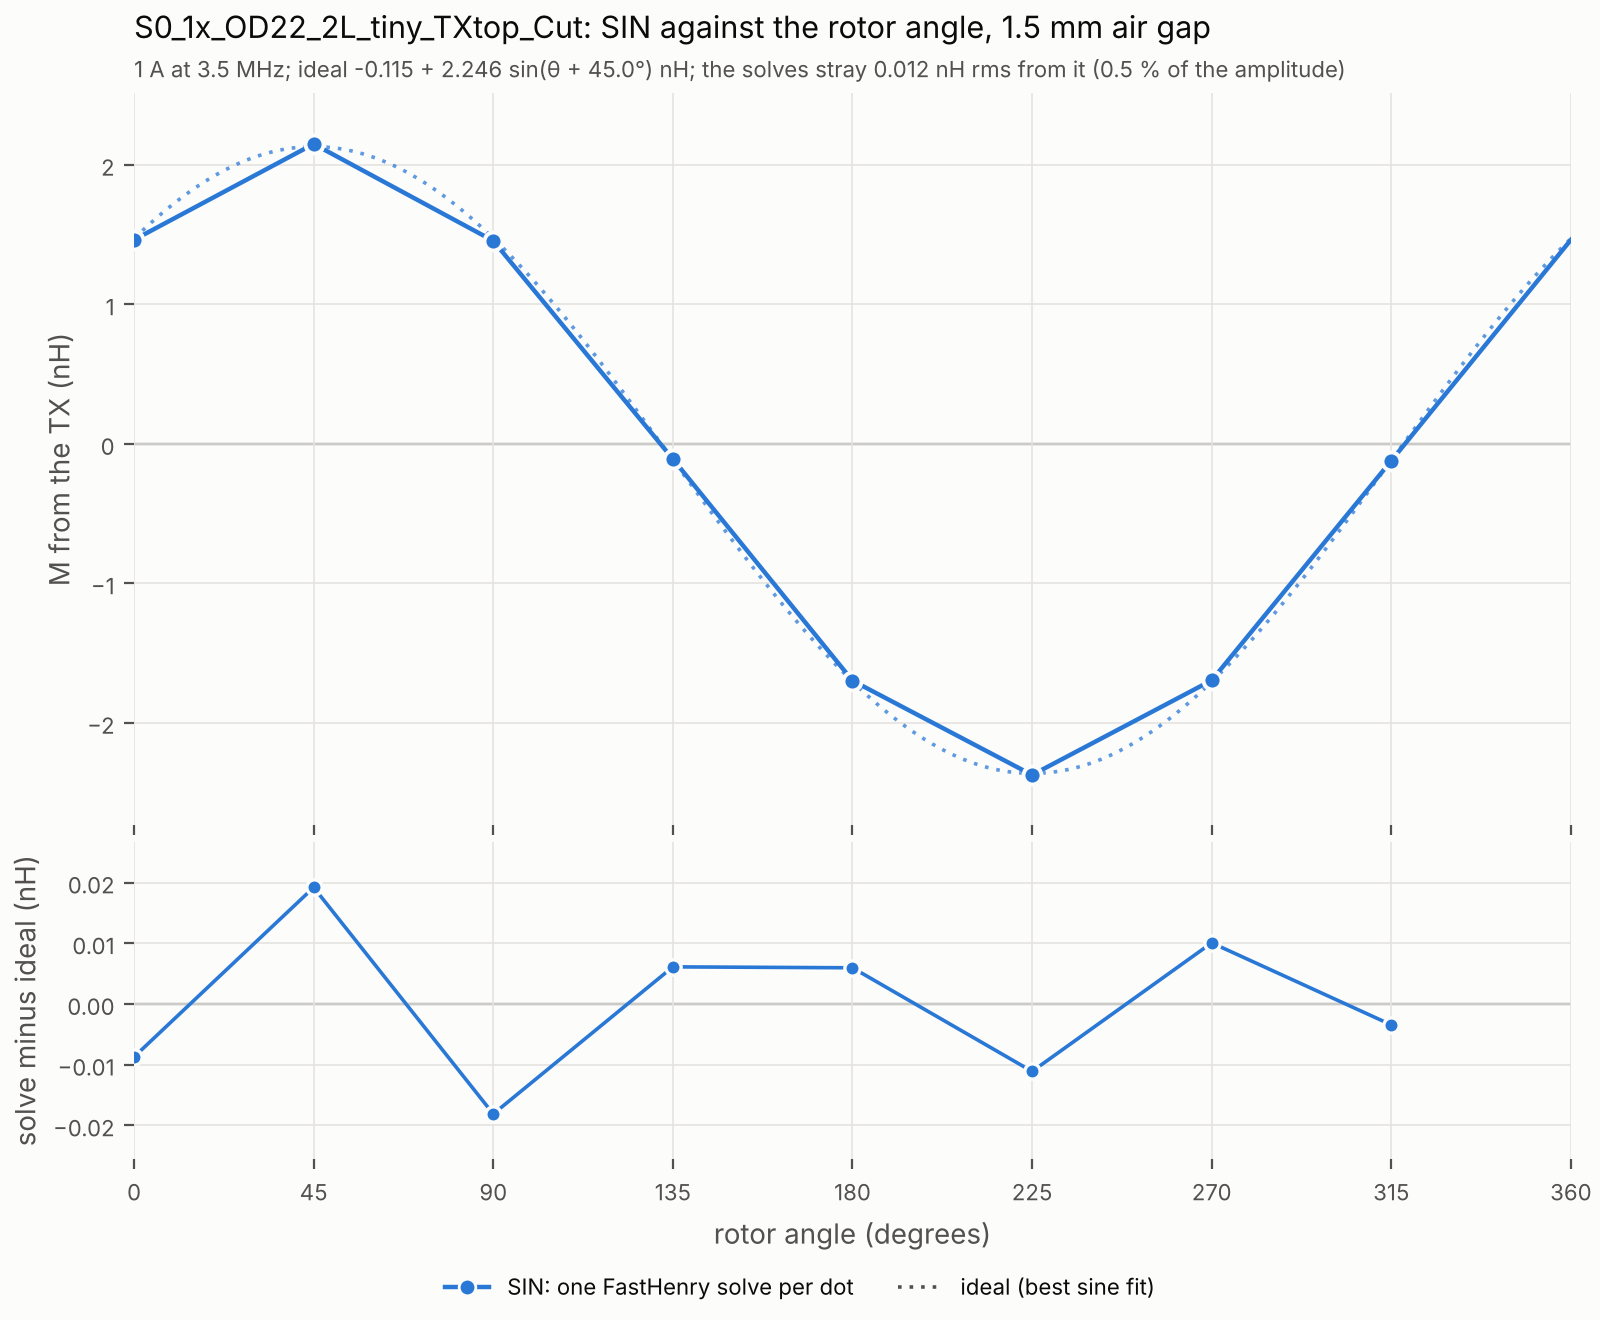 S0_1x_OD22_2L_tiny_TXtop_Cut: SIN against the rotor angle, 1.5 mm air gap
1 A at 3.5 MHz; ideal -0.115 + 2.246 sin(θ + 45.0°) nH; the solves stray 0.012 nH rms from it (0.5 % of the amplitude)
M from the TX (nH)
2
1
0
−1
−2
solve minus ideal (nH)
0.02
0.01
0.00
−0.01
−0.02
0 45 90 135 180 225 270 315 360
rotor angle (degrees)
SIN: one FastHenry solve per dot
ideal (best sine fit)